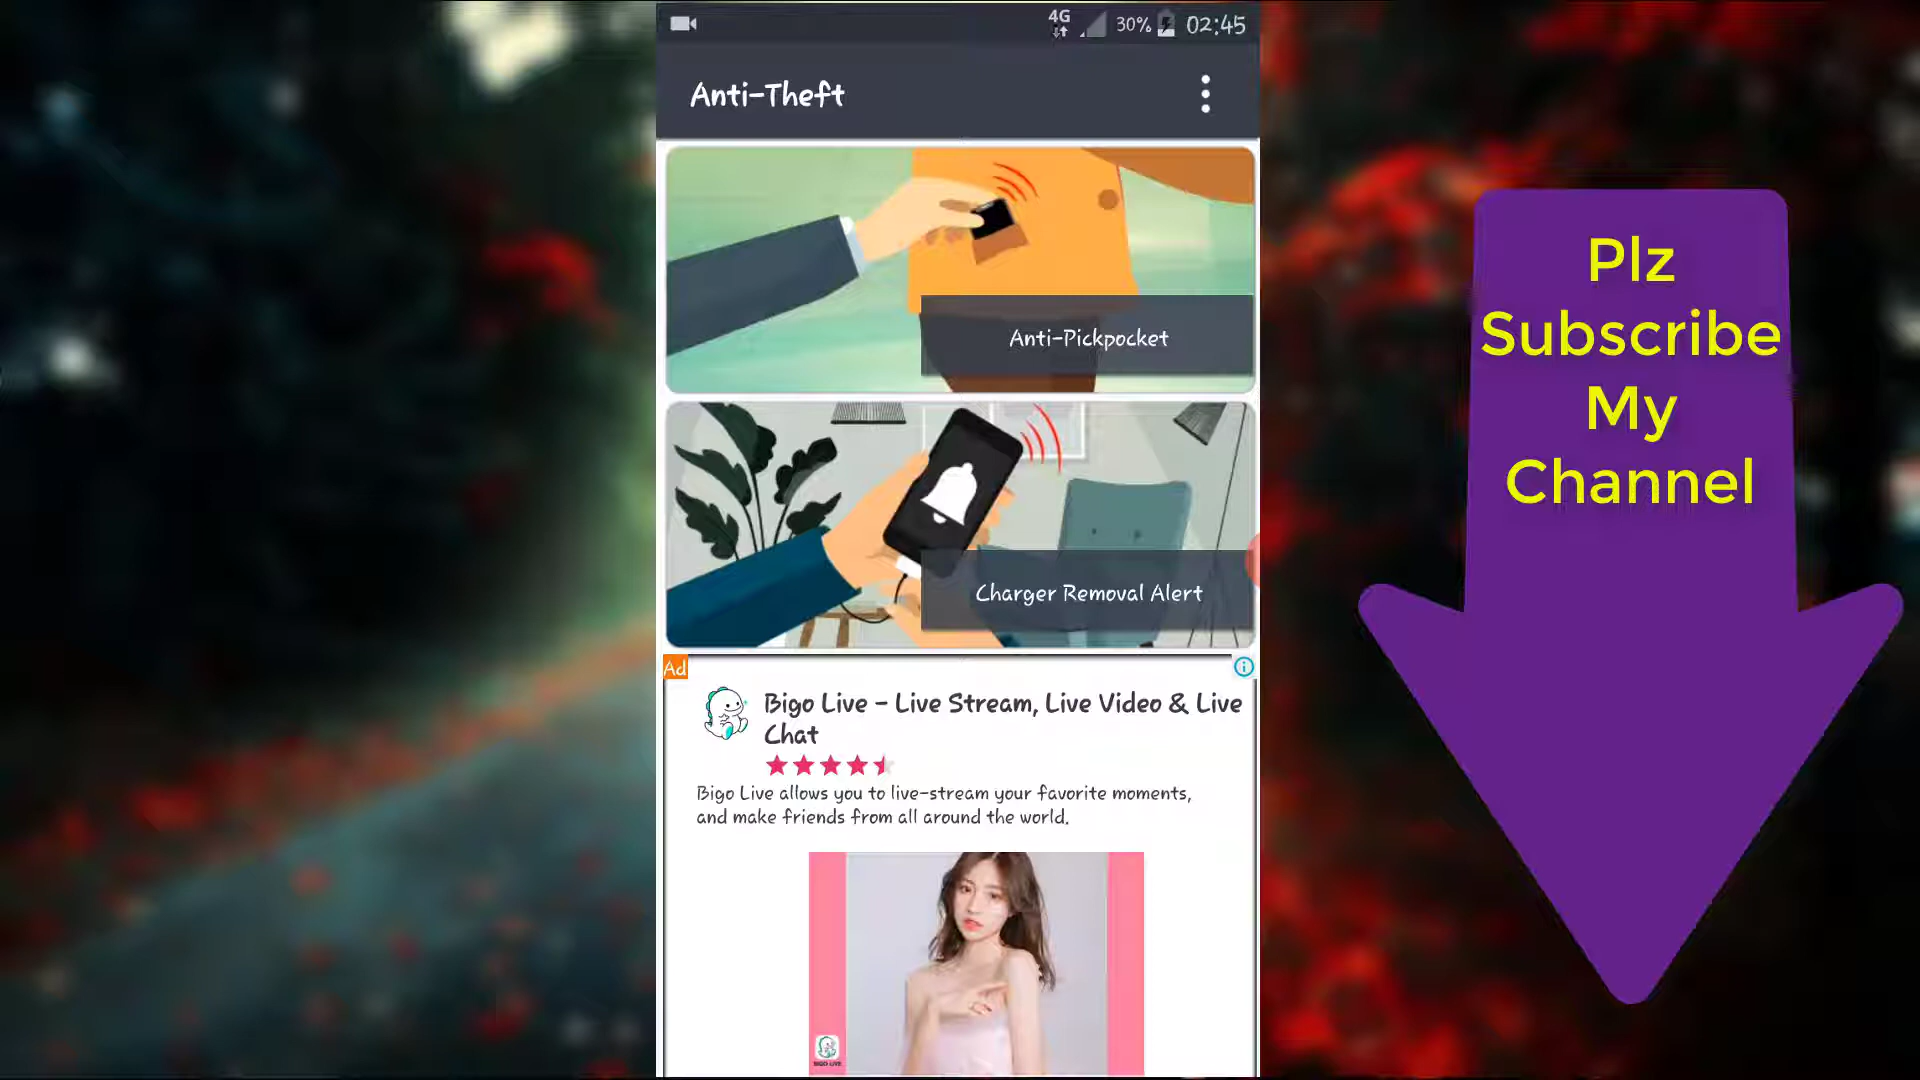 4G 30% 02:45
Anti-Theft
Anti-Pickpocket
Charger Removal Alert
Ad
Bigo Live - Live Stream, Live Video & Live
Chat
Bigo Live allows you to live-stream your favorite moments,
and make friends from all around the world.
BIGO LIVE
Plz
Subscribe
My
Channel